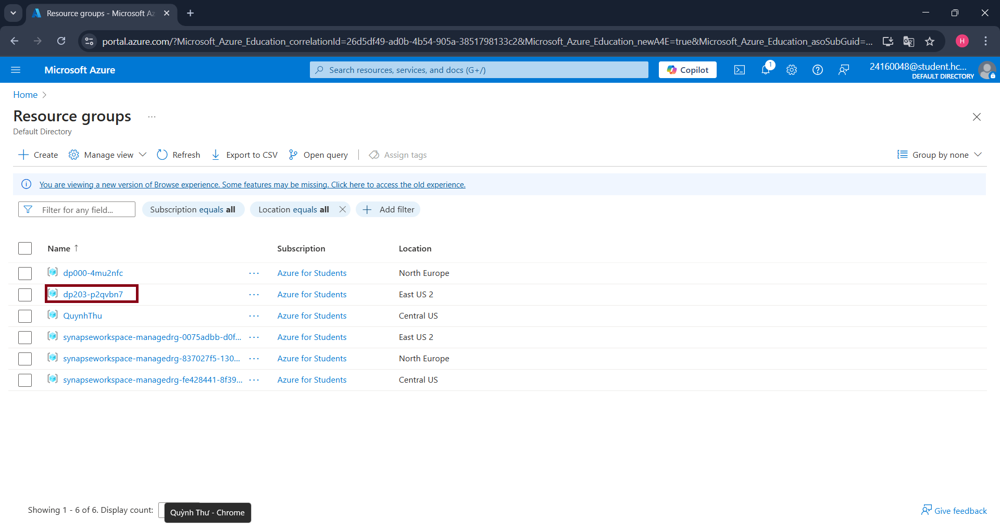 Resource groups - Microsoft Az
portal.azure.com/?Microsoft_Azure_Education_correlationId=26d5df49-ad0b-4b54-905a-3851798133c2&Microsoft_Azure_Education_newA4E=true&Microsoft_Azure_Education_asoSubGuid=...
H
Microsoft Azure
Search resources, services, and docs (G+/)
Copilot
1
24160048@student.hc...
DEFAULT DIRECTORY
Home
Resource groups ...
Default Directory
Create
Manage view
Refresh
Export to CSV
Open query
Assign tags
Group by none
You are viewing a new version of Browse experience. Some features may be missing. Click here to access the old experience.
Filter for any field...
Subscription equals all
Location equals all
Add filter
Name ↑ Subscription Location
dp000-4mu2nfc ... Azure for Students North Europe
dp203-p2qvbn7 ... Azure for Students East US 2
QuynhThu ... Azure for Students Central US
synapseworkspace-managedrg-0075adbb-d0f... ... Azure for Students East US 2
synapseworkspace-managedrg-837027f5-130... ... Azure for Students North Europe
synapseworkspace-managedrg-fe428441-8f39... ... Azure for Students Central US
Showing 1 - 6 of 6. Display count:
Quỳnh Thư - Chrome
Give feedback